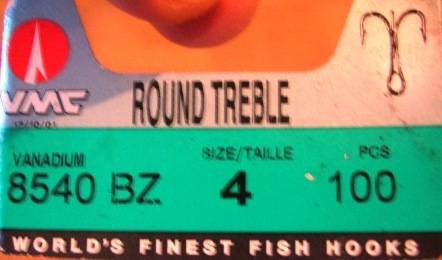 VMC
ROUND TREBLE
VANADIUM SIZE/TAILLE PCS
8540 BZ 4 100
WORLD'S FINEST FISH HOOKS